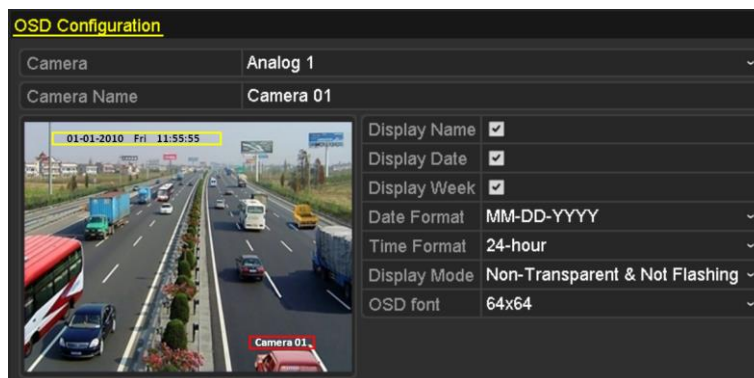 OSD Configuration
Camera Analog 1
Camera Name Camera 01
01-01-2010 Fri 11:55:55
Display Name
Display Date
Display Week
Date Format MM-DD-YYYY
Time Format 24-hour
Display Mode Non-Transparent & Not Flashing
OSD font 64x64
Camera 01